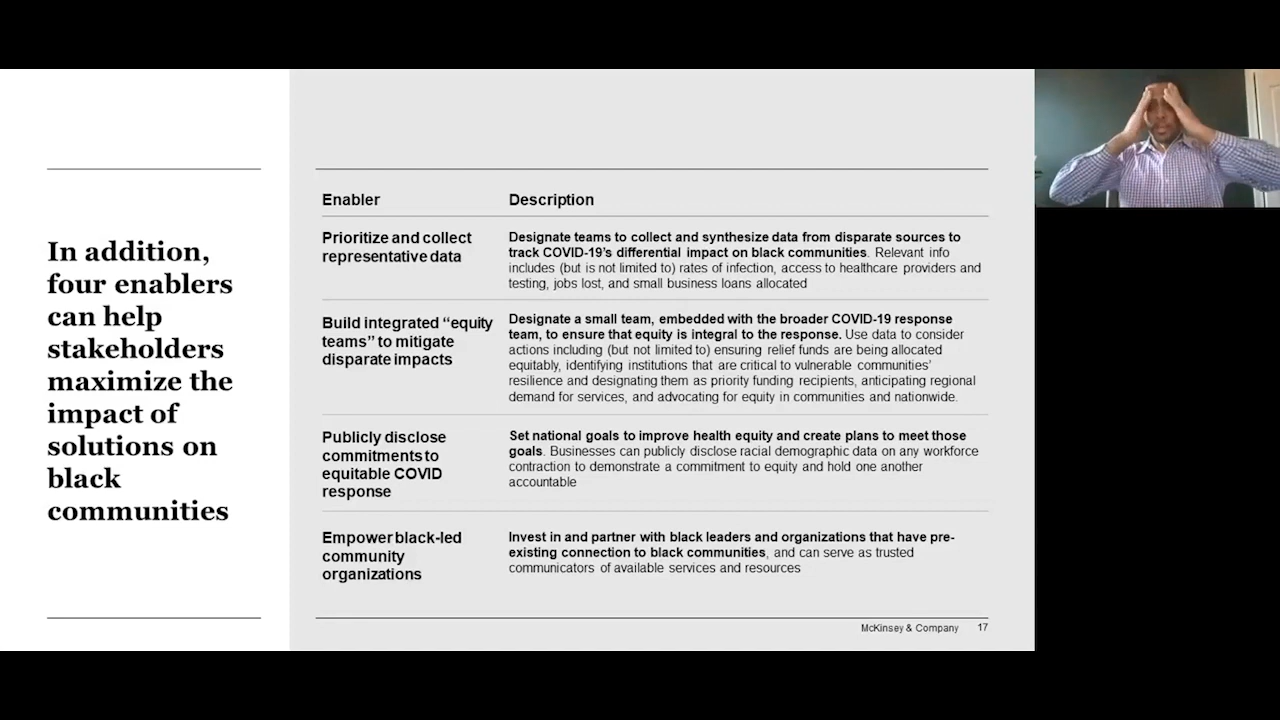 In addition,
four enablers
can help
stakeholders
maximize the
impact of
solutions on
black
communities
Enabler
Description
Prioritize and collect
representative data
Designate teams to collect and synthesize data from disparate sources to
track COVID-19’s differential impact on black communities. Relevant info
includes (but is not limited to) rates of infection, access to healthcare providers and
testing, jobs lost, and small business loans allocated
Build integrated “equity
teams” to mitigate
disparate impacts
Designate a small team, embedded with the broader COVID-19 response
team, to ensure that equity is integral to the response. Use data to consider
actions including (but not limited to) ensuring relief funds are being allocated
equitably, identifying institutions that are critical to vulnerable communities’
resilience and designating them as priority funding recipients, anticipating regional
demand for services, and advocating for equity in communities and nationwide.
Publicly disclose
commitments to
equitable COVID
response
Set national goals to improve health equity and create plans to meet those
goals. Businesses can publicly disclose racial demographic data on any workforce
contraction to demonstrate a commitment to equity and hold one another
accountable
Empower black-led
community
organizations
Invest in and partner with black leaders and organizations that have pre-
existing connection to black communities, and can serve as trusted
communicators of available services and resources
McKinsey & Company 17